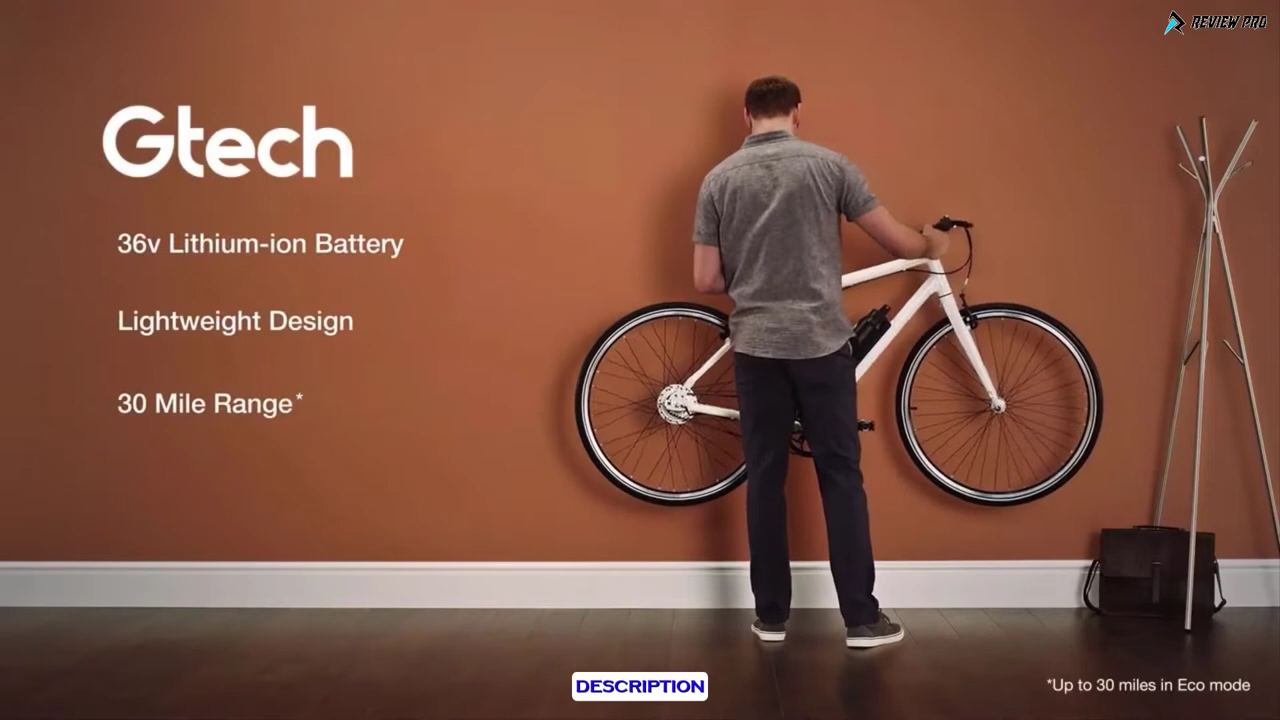 REVIEW PRO
Gtech
36v Lithium-ion Battery
Lightweight Design
30 Mile Range*
DESCRIPTION
*Up to 30 miles in Eco mode